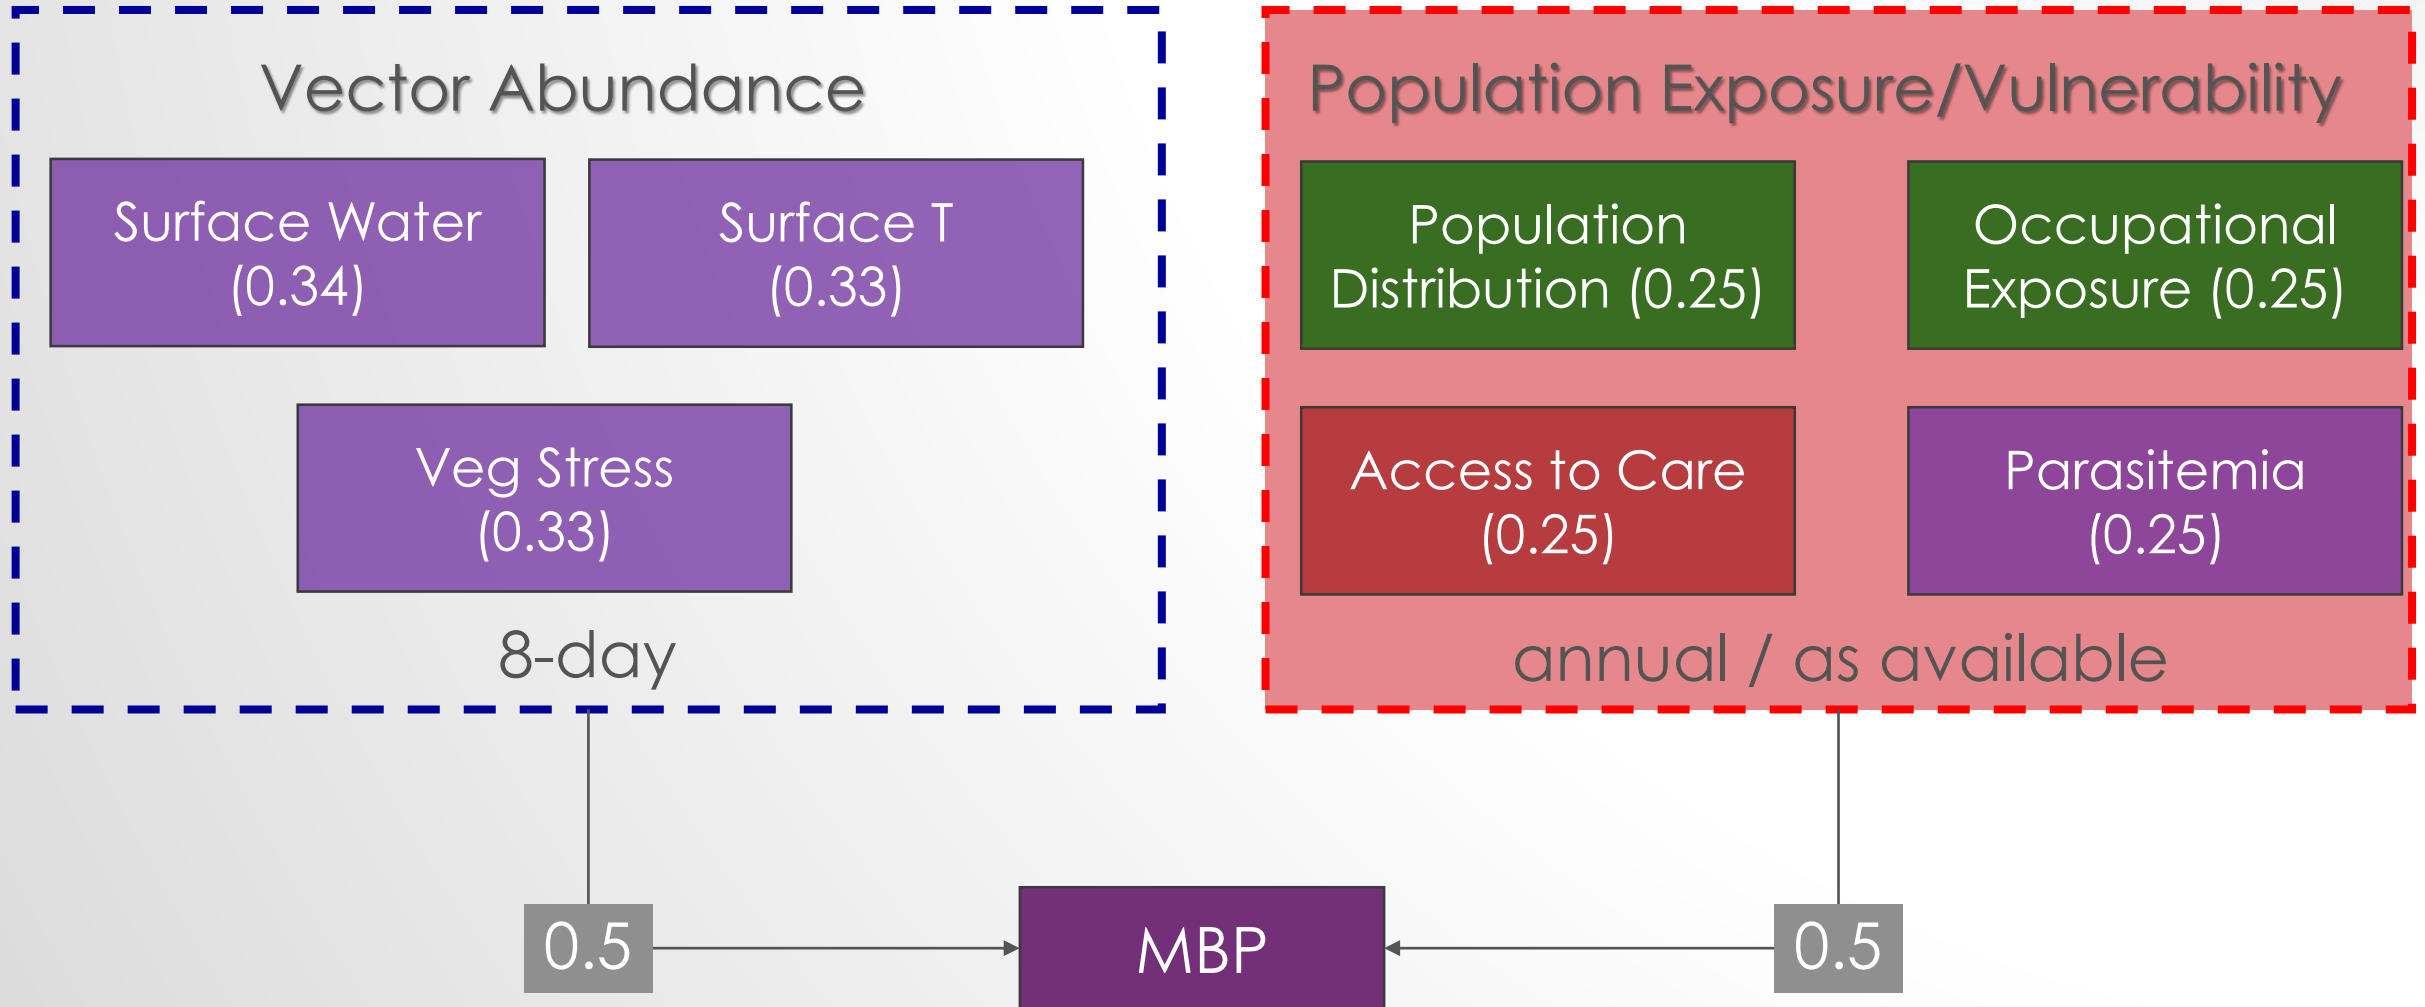 Vector Abundance
Surface Water
(0.34)
Surface T
(0.33)
Veg Stress
(0.33)
8-day
Population Exposure/Vulnerability
Population
Distribution (0.25)
Occupational
Exposure (0.25)
Access to Care
(0.25)
Parasitemia
(0.25)
annual / as available
0.5
MBP
0.5